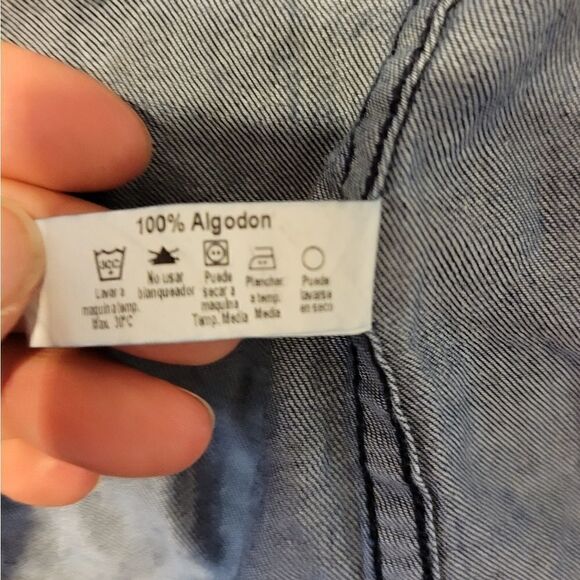 100% Algodon
30C
Lavar a
maquina temp.
Max. 30°C
No usar
blanqueador
Puede
secar a
maquina
Temp. Media
Planchar
a temp.
Media
Puede
lavarse
en seco